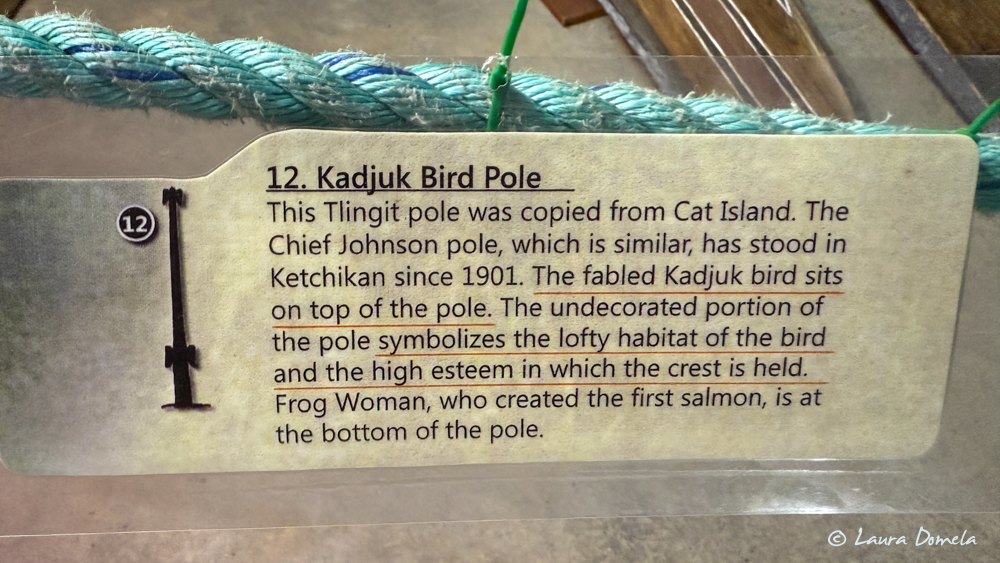 12. Kadjuk Bird Pole
This Tlingit pole was copied from Cat Island. The
Chief Johnson pole, which is similar, has stood in
Ketchikan since 1901. The fabled Kadjuk bird sits
on top of the pole. The undecorated portion of
the pole symbolizes the lofty habitat of the bird
and the high esteem in which the crest is held.
Frog Woman, who created the first salmon, is at
the bottom of the pole.
12
© Laura Domela